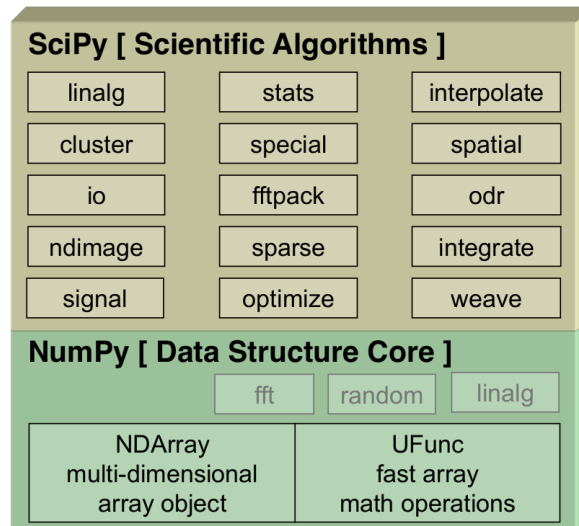 SciPy [ Scientific Algorithms ]
linalg stats interpolate
cluster special spatial
io fftpack odr
ndimage sparse integrate
signal optimize weave
NumPy [ Data Structure Core ]
fft random linalg
NDArray UFunc
multi-dimensional fast array
array object math operations